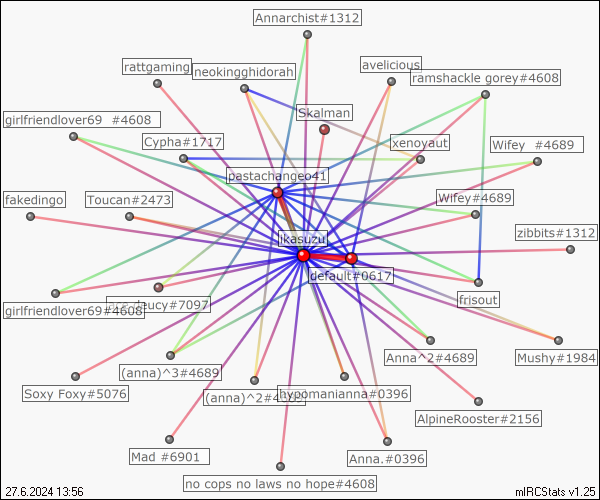 Annarchist#1312
rattgaming
neokingghidorah
avelicious
ramshackle gorey#4608
girlfriendlover69 #4608
Skalman
Cypha#1717
xenoyaut
Wifey #4689
pastachangeo41
fakedingo
Toucan#2473
Wifey#4689
ikasuzu
zibbits#1312
default#0617
frisout
girlfriendlover69#4608
deucy#7097
Anna^2#4689
Mushy#1984
(anna)^3#4689
Soxy Foxy#5076
(anna)^2#4
hypomanianna#0396
AlpineRooster#2156
Mad #6901
Anna.#0396
no cops no laws no hope#4608
27.6.2024 13:56
mIRCStats v1.25